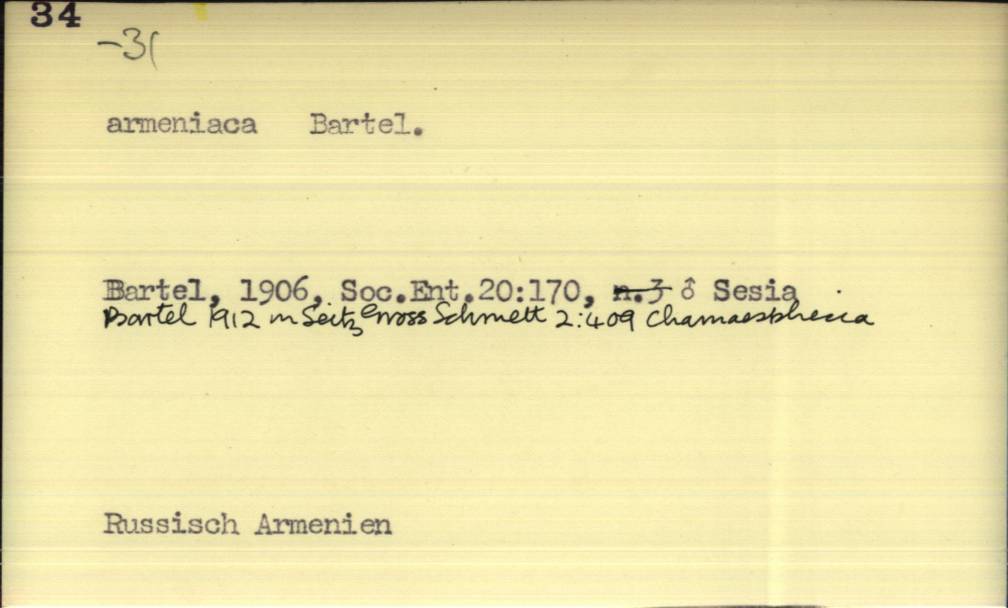 34
-31
armeniaca Bartel.
Bartel, 1906, Soc.Ent.20:170, n.3 ♂ Sesia
Bartel 1912 in Seitz Gross Schmett 2:409 Chamaesphecia
Russisch Armenien